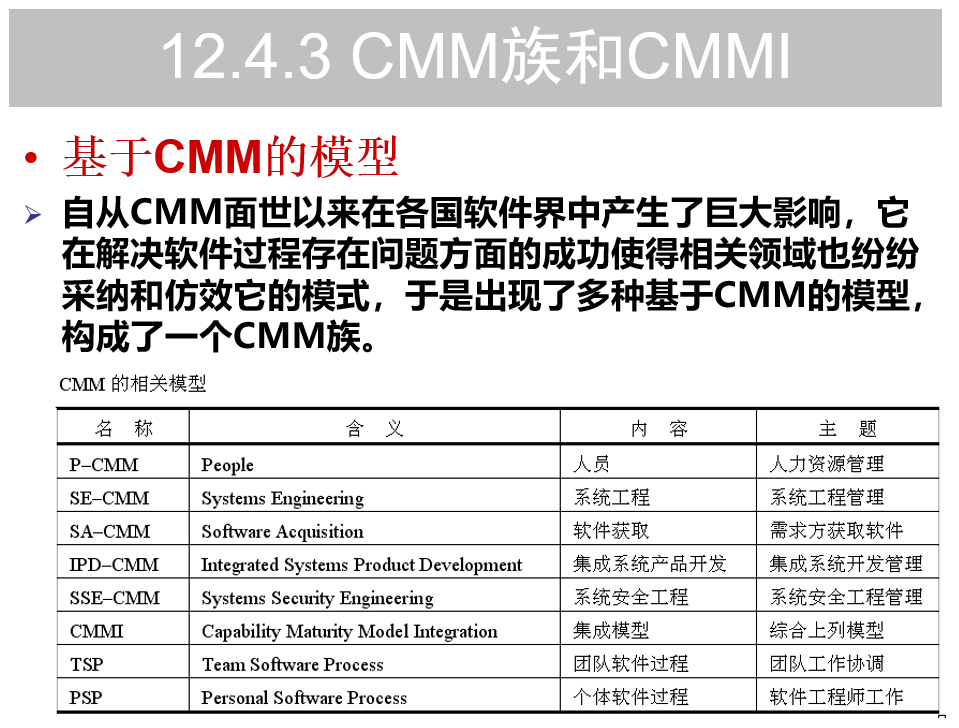 12.4.3 CMM族和CMMI
• 基于CMM的模型
➢ 自从CMM面世以来在各国软件界中产生了巨大影响，它
在解决软件过程存在问题方面的成功使得相关领域也纷纷
采纳和仿效它的模式，于是出现了多种基于CMM的模型，
构成了一个CMM族。
CMM 的相关模型
名 称 含 义 内 容 主 题
P–CMM People 人员 人力资源管理
SE–CMM Systems Engineering 系统工程 系统工程管理
SA–CMM Software Acquisition 软件获取 需求方获取软件
IPD–CMM Integrated Systems Product Development 集成系统产品开发 集成系统开发管理
SSE–CMM Systems Security Engineering 系统安全工程 系统安全工程管理
CMMI Capability Maturity Model Integration 集成模型 综合上列模型
TSP Team Software Process 团队软件过程 团队工作协调
PSP Personal Software Process 个体软件过程 软件工程师工作